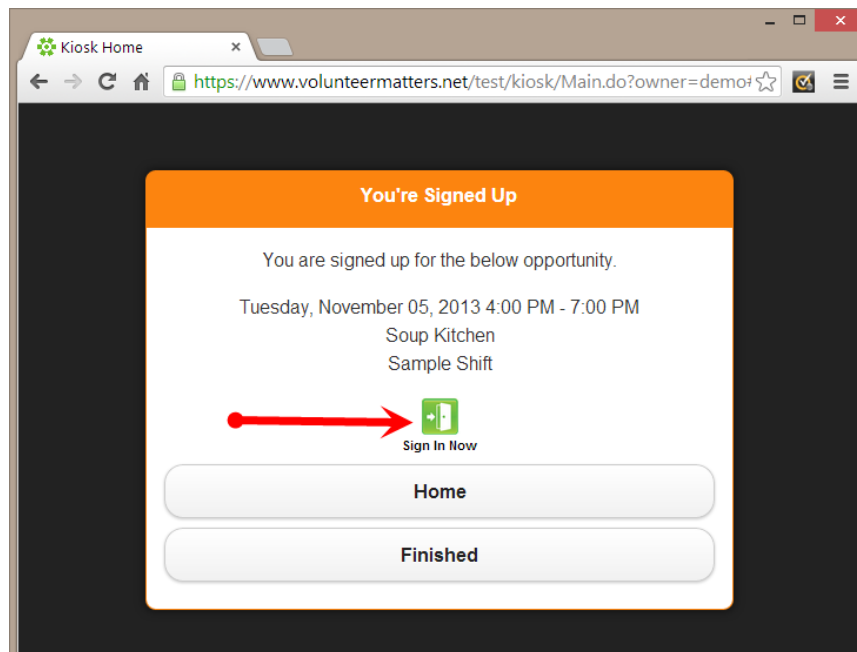 Kiosk Home
https://www.volunteermatters.net/test/kiosk/Main.do?owner=demo#
You're Signed Up
You are signed up for the below opportunity.
Tuesday, November 05, 2013 4:00 PM - 7:00 PM
Soup Kitchen
Sample Shift
Sign In Now
Home
Finished